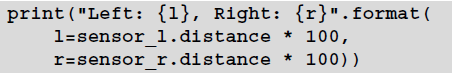 print("Left: {l}, Right: {r}".format(
    l=sensor_l.distance * 100,
    r=sensor_r.distance * 100))